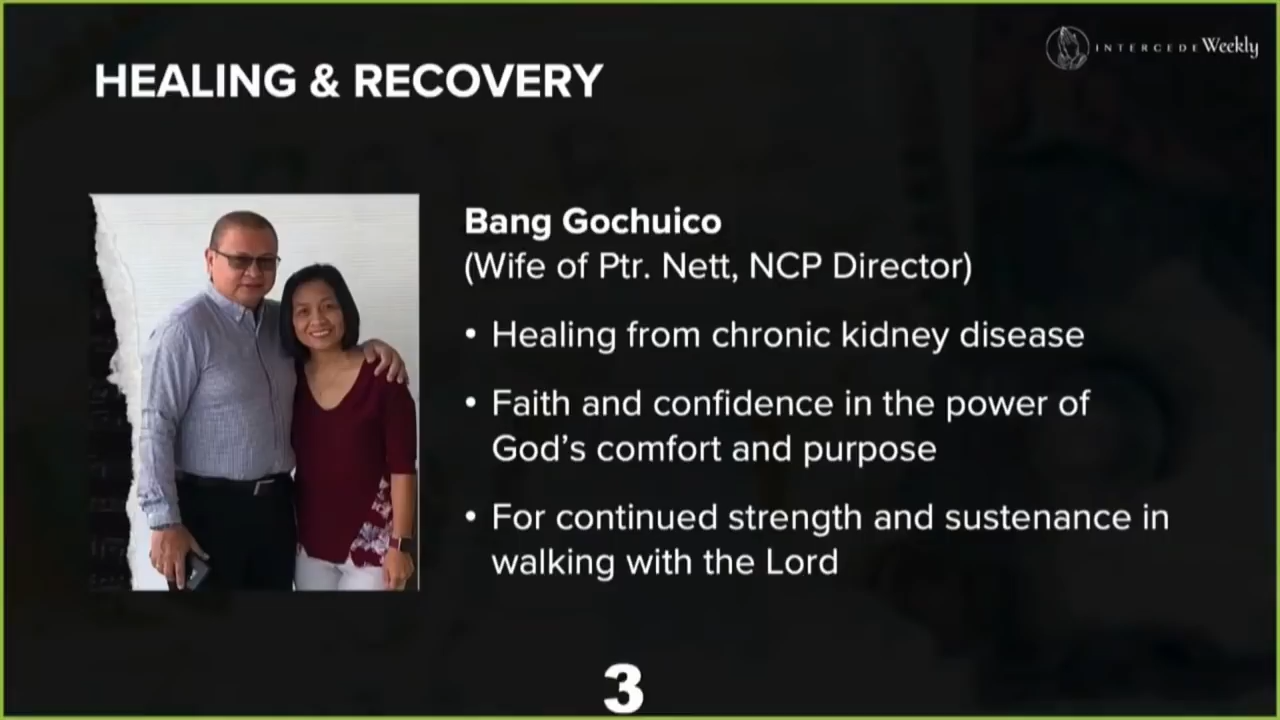 INTERCEDE Weekly
HEALING & RECOVERY
Bang Gochuico
(Wife of Ptr. Nett, NCP Director)
• Healing from chronic kidney disease
• Faith and confidence in the power of
God’s comfort and purpose
• For continued strength and sustenance in
walking with the Lord
3